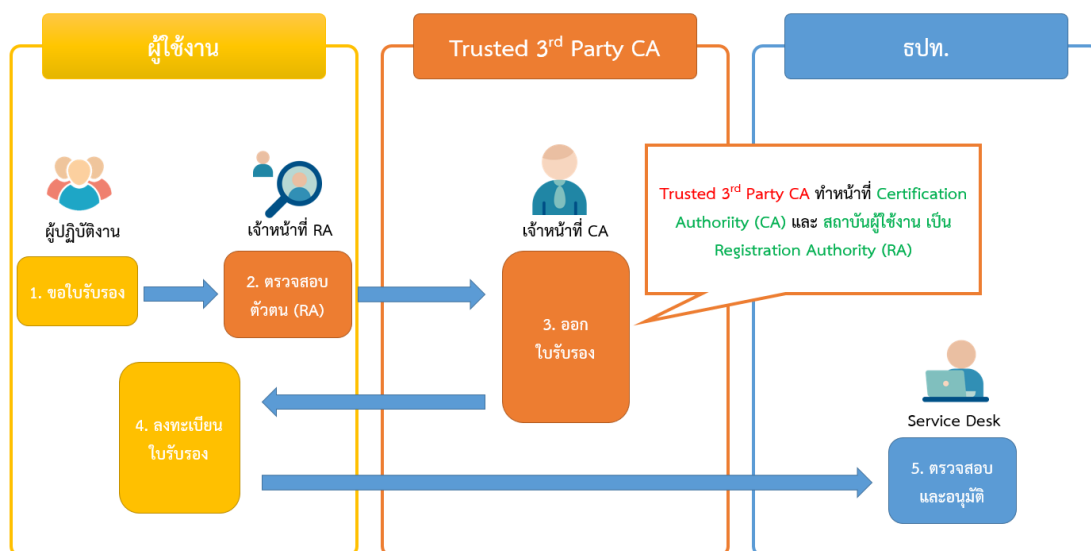 ผู้ใช้งาน
Trusted 3rd Party CA
ธปท.
ผู้ปฏิบัติงาน
เจ้าหน้าที่ RA
เจ้าหน้าที่ CA
Trusted 3rd Party CA ทำหน้าที่ Certification
Authoriity (CA) และ สถาบันผู้ใช้งาน เป็น
Registration Authority (RA)
1. ขอใบรับรอง
2. ตรวจสอบ
ตัวตน (RA)
3. ออก
ใบรับรอง
4. ลงทะเบียน
ใบรับรอง
Service Desk
5. ตรวจสอบ
และอนุมัติ